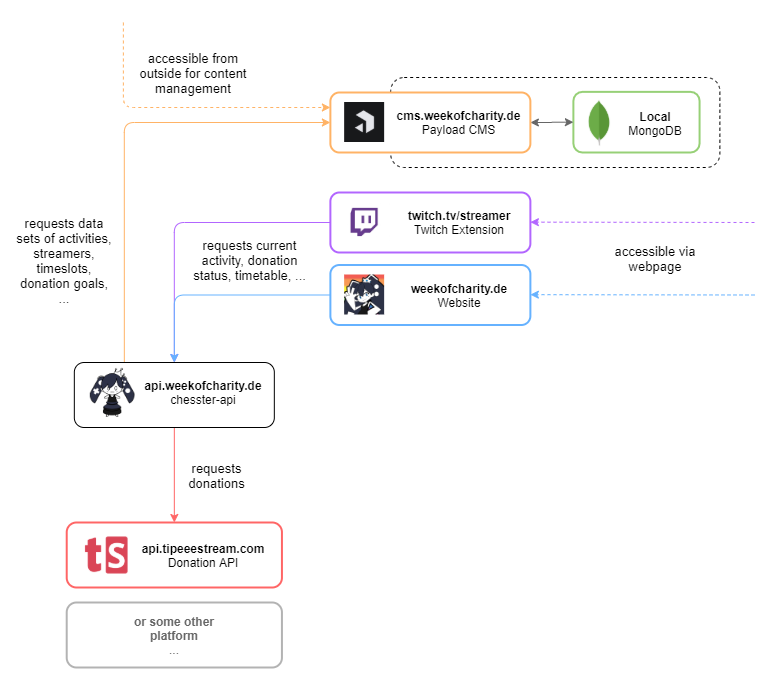 accessible from
outside for content
management
cms.weekofcharity.de
Payload CMS
Local
MongoDB
twitch.tv/streamer
Twitch Extension
requests data
sets of activities,
streamers,
timeslots,
donation goals,
...
requests current
activity, donation
status, timetable, ...
accessible via
webpage
weekofcharity.de
Website
api.weekofcharity.de
chesster-api
requests
donations
tS
api.tipeeestream.com
Donation API
or some other
platform
...